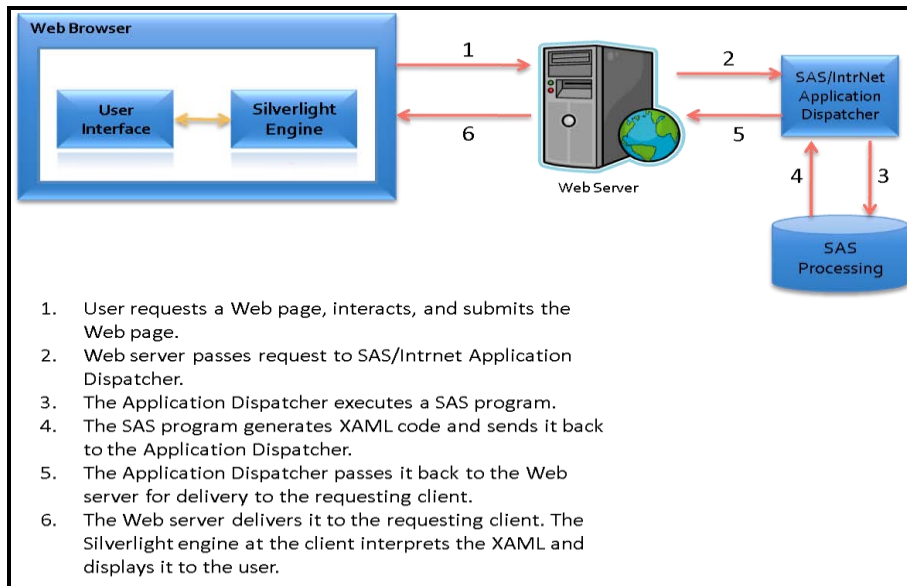 Web Browser
User
Interface
Silverlight
Engine
1
6
Web Server
2
5
SAS/IntrNet
Application
Dispatcher
4
3
SAS
Processing
1. User requests a Web page, interacts, and submits the
Web page.
2. Web server passes request to SAS/Intrnet Application
Dispatcher.
3. The Application Dispatcher executes a SAS program.
4. The SAS program generates XAML code and sends it back
to the Application Dispatcher.
5. The Application Dispatcher passes it back to the Web
server for delivery to the requesting client.
6. The Web server delivers it to the requesting client. The
Silverlight engine at the client interprets the XAML and
displays it to the user.